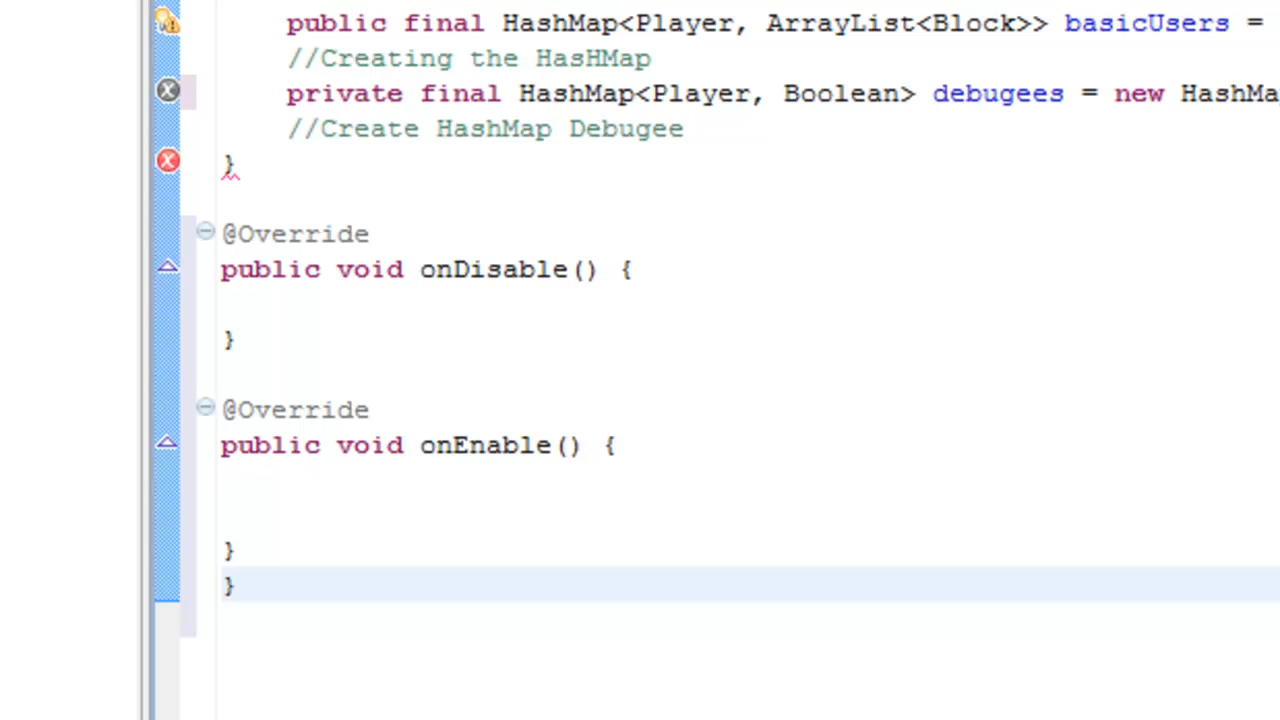 public final HashMap<Player, ArrayList<Block>> basicUsers =
//Creating the HasHMap
private final HashMap<Player, Boolean> debugees = new HashMa
//Create HashMap Debugee
}
@Override
public void onDisable() {
}
@Override
public void onEnable() {
}
}